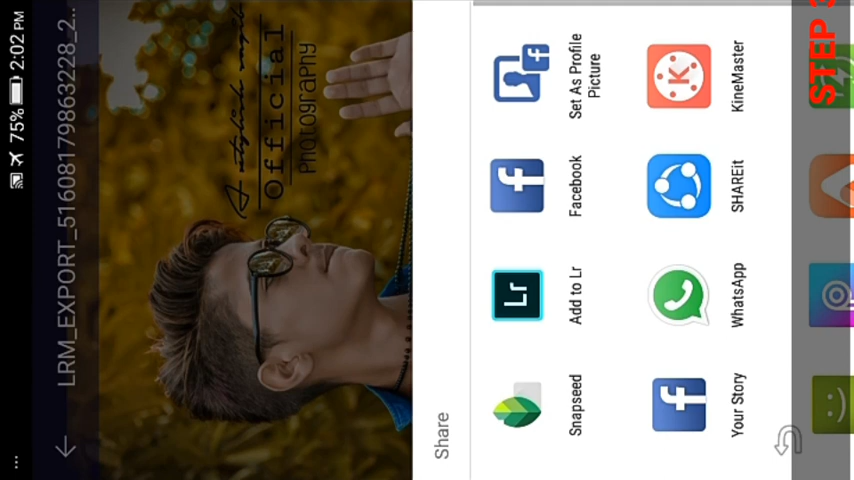 75% 2:02 PM
LRM_EXPORT_51608179863228_2..
A stylish
Official
Photography
Share
Snapseed
Add to Lr
Facebook
Set As Profile
Picture
Your Story
WhatsApp
SHAREit
KineMaster
STEP